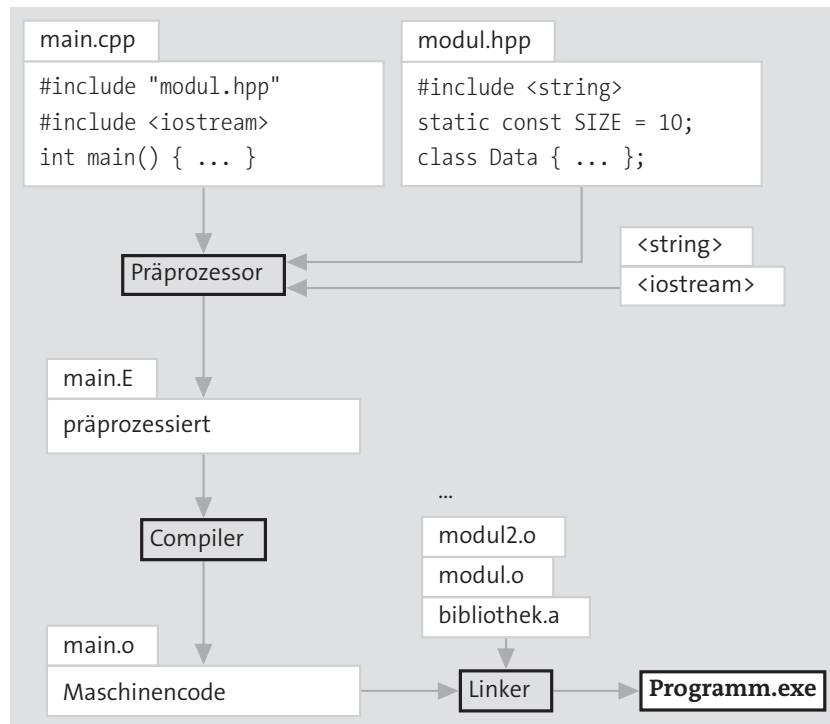 main.cpp
#include "modul.hpp"
#include <iostream>
int main() { ... }
modul.hpp
#include <string>
static const SIZE = 10;
class Data { ... };
<string>
<iostream>
Präprozessor
main.E
präprozessiert
Compiler
...
modul2.o
modul.o
bibliothek.a
main.o
Maschinencode
Linker
Programm.exe